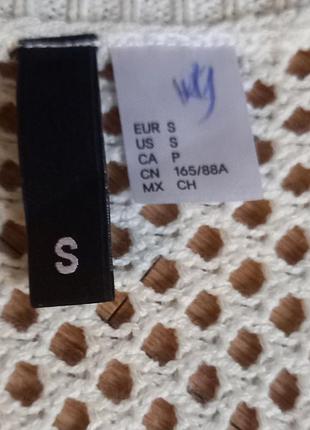 S
EUR S
US S
CA P
CN 165/88A
MX CH